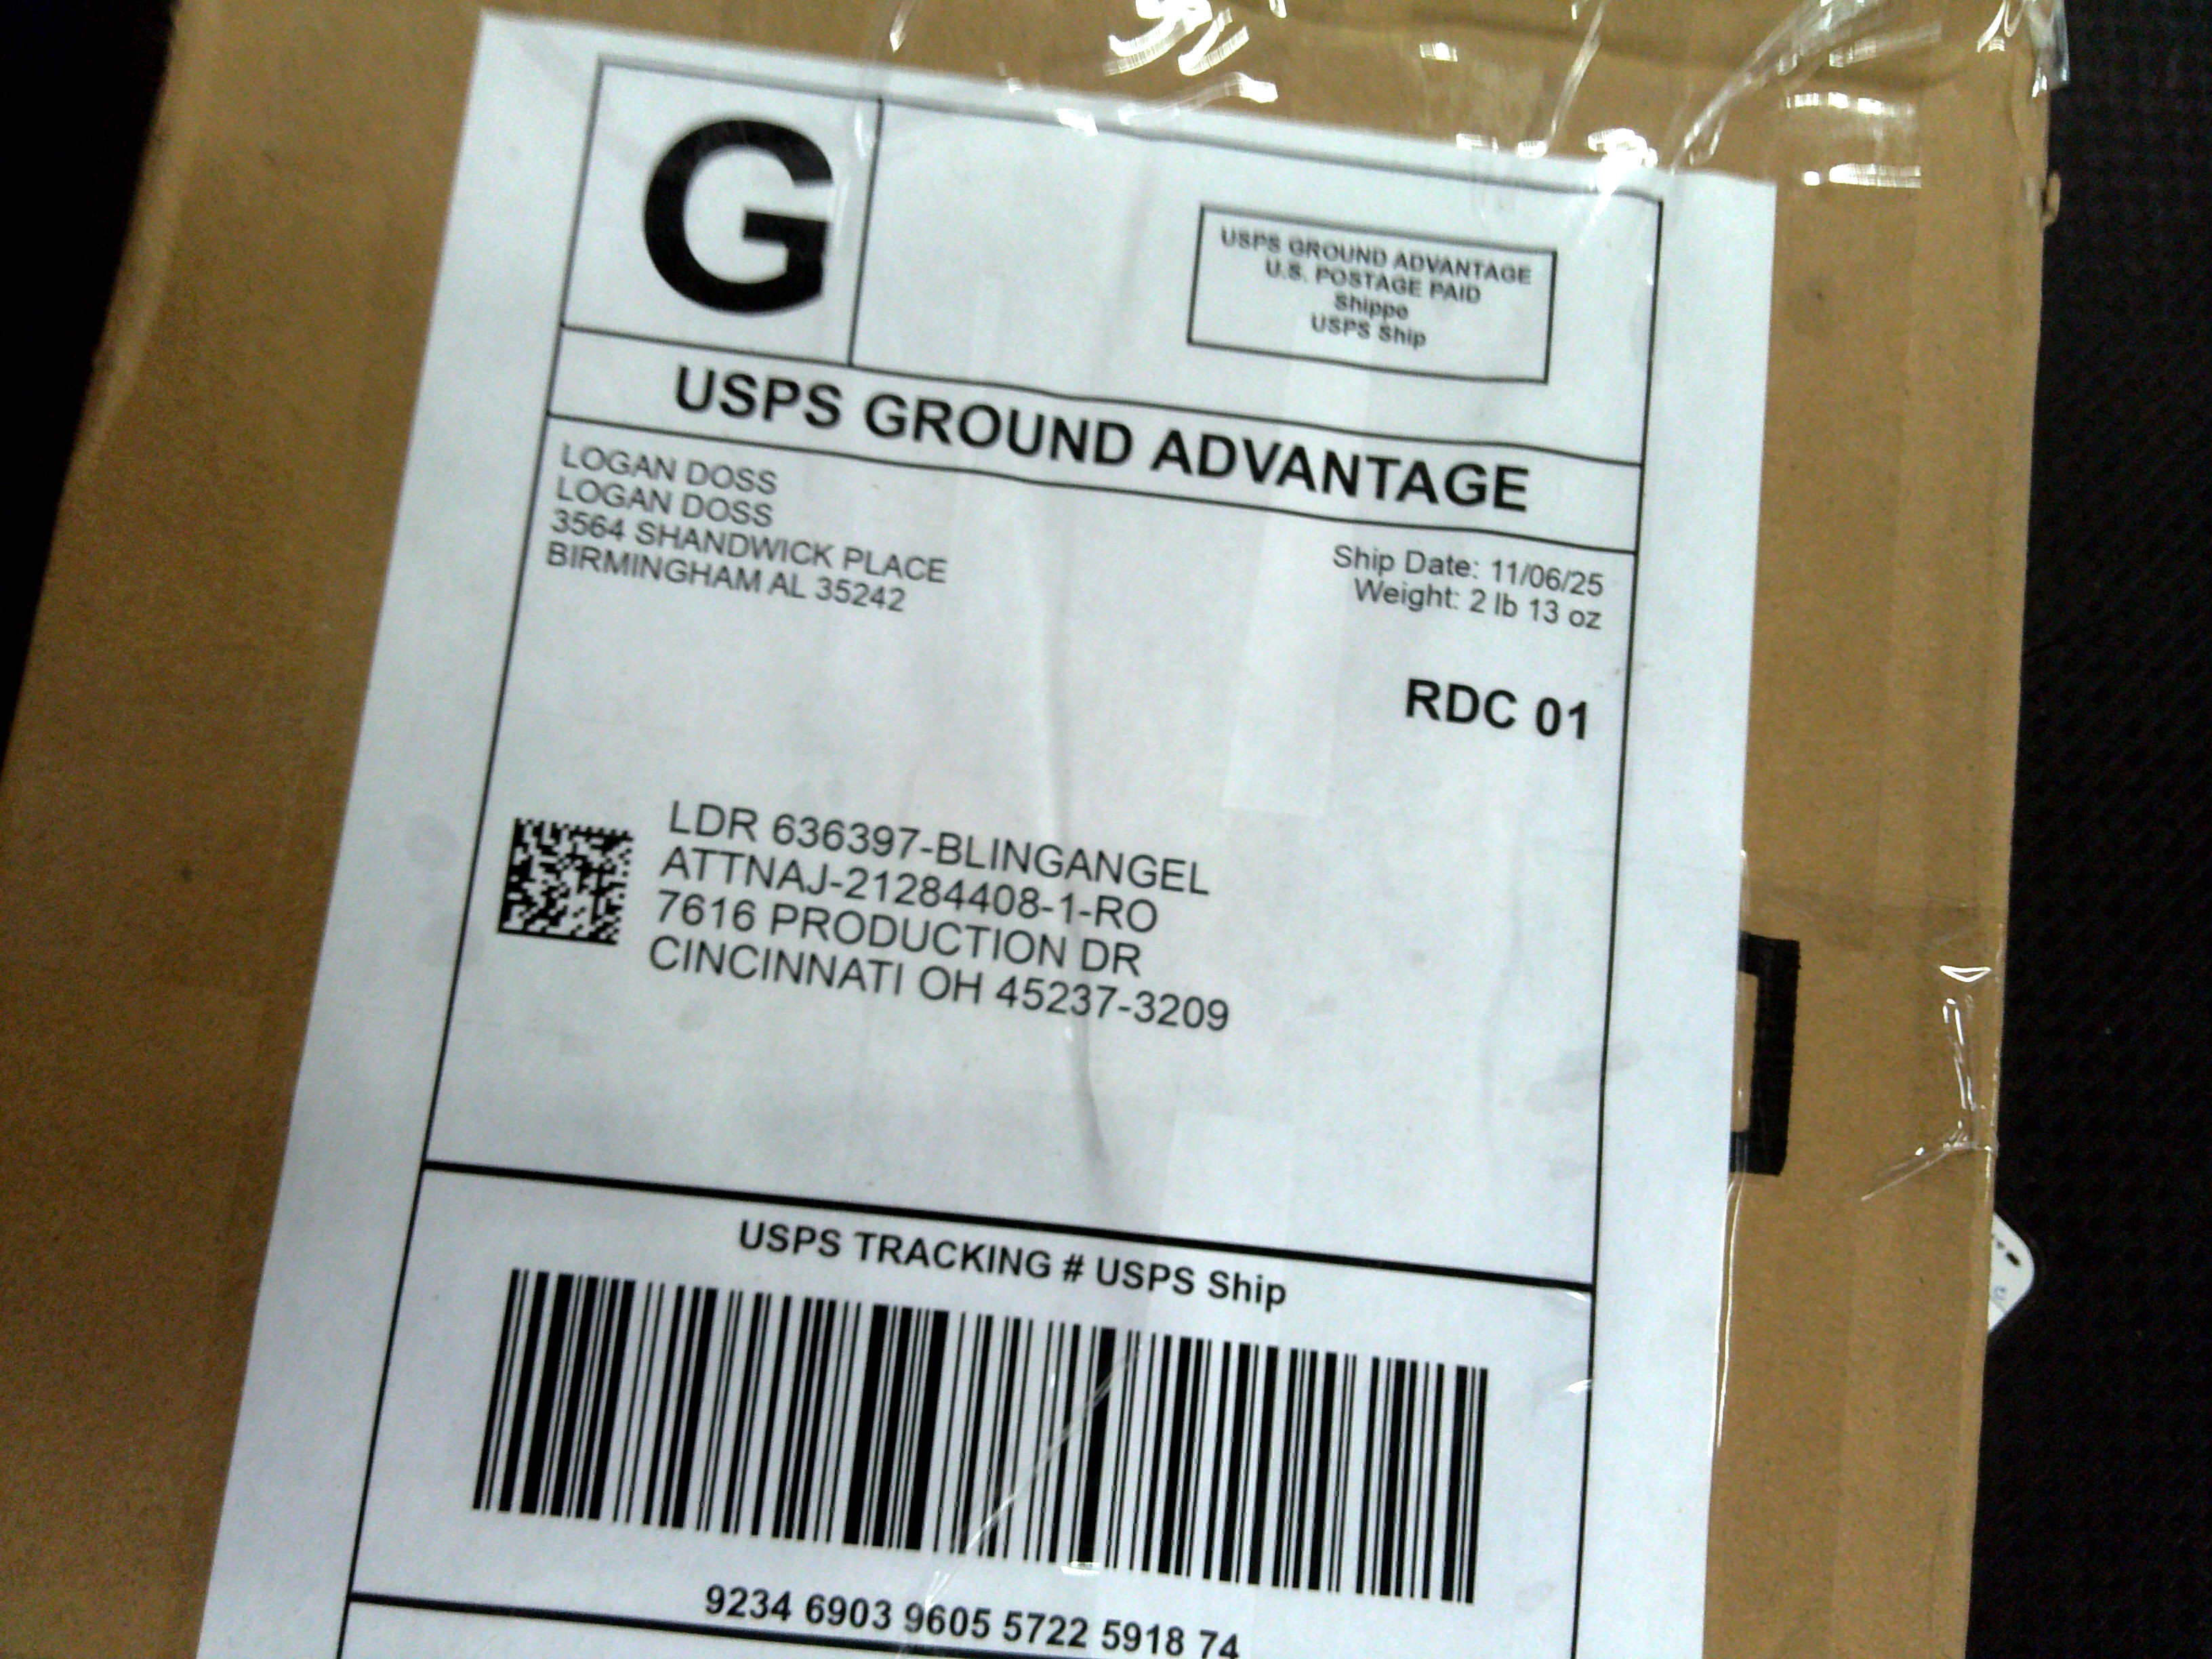 G
USPS GROUND ADVANTAGE
U.S. POSTAGE PAID
Shippo
USPS Ship
USPS GROUND ADVANTAGE
LOGAN DOSS
LOGAN DOSS
3564 SHANDWICK PLACE
BIRMINGHAM AL 35242
Ship Date: 11/06/25
Weight: 2 lb 13 oz
RDC 01
LDR 636397-BLINGANGEL
ATTNAJ-21284408-1-RO
7616 PRODUCTION DR
CINCINNATI OH 45237-3209
USPS TRACKING # USPS Ship
9234 6903 9605 5722 5918 74